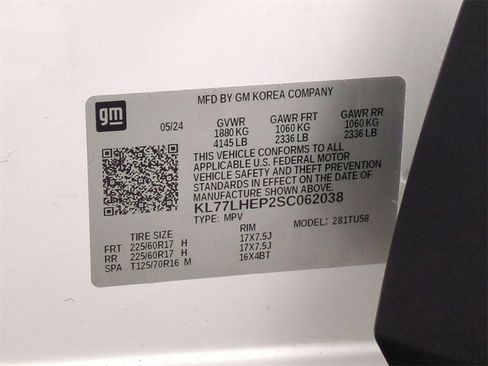 gm
MFD BY GM KOREA COMPANY
05/24 GVWR GAWR FRT GAWR RR
1880 KG 1060 KG 1060 KG
4145 LB 2336 LB 2336 LB
THIS VEHICLE CONFORMS TO ALL
APPLICABLE U.S. FEDERAL MOTOR
VEHICLE SAFETY AND THEFT PREVENTION
STANDARDS IN EFFECT ON THE DATE OF
MANUFACTURE SHOWN ABOVE.
KL77LHEP2SC062038
TYPE: MPV MODEL: 281TU58
TIRE SIZE RIM
FRT 225/60R17 H 17X7.5J
RR 225/60R17 H 17X7.5J
SPA T125/70R16 M 16X4BT